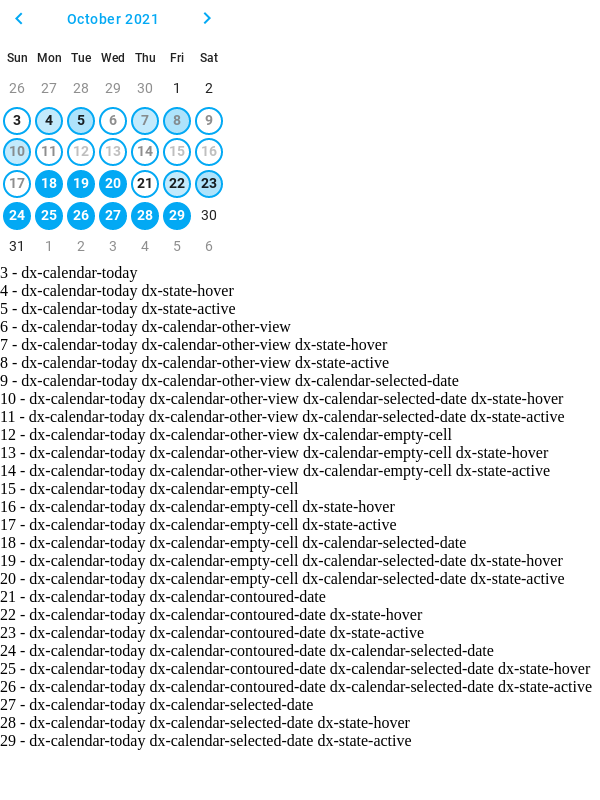 October 2021
Sun Mon Tue Wed Thu Fri Sat
26 27 28 29 30 1 2
3 4 5 6 7 8 9
10 11 12 13 14 15 16
17 18 19 20 21 22 23
24 25 26 27 28 29 30
31 1 2 3 4 5 6
3 - dx-calendar-today
4 - dx-calendar-today dx-state-hover
5 - dx-calendar-today dx-state-active
6 - dx-calendar-today dx-calendar-other-view
7 - dx-calendar-today dx-calendar-other-view dx-state-hover
8 - dx-calendar-today dx-calendar-other-view dx-state-active
9 - dx-calendar-today dx-calendar-other-view dx-calendar-selected-date
10 - dx-calendar-today dx-calendar-other-view dx-calendar-selected-date dx-state-hover
11 - dx-calendar-today dx-calendar-other-view dx-calendar-selected-date dx-state-active
12 - dx-calendar-today dx-calendar-other-view dx-calendar-empty-cell
13 - dx-calendar-today dx-calendar-other-view dx-calendar-empty-cell dx-state-hover
14 - dx-calendar-today dx-calendar-other-view dx-calendar-empty-cell dx-state-active
15 - dx-calendar-today dx-calendar-empty-cell
16 - dx-calendar-today dx-calendar-empty-cell dx-state-hover
17 - dx-calendar-today dx-calendar-empty-cell dx-state-active
18 - dx-calendar-today dx-calendar-empty-cell dx-calendar-selected-date
19 - dx-calendar-today dx-calendar-empty-cell dx-calendar-selected-date dx-state-hover
20 - dx-calendar-today dx-calendar-empty-cell dx-calendar-selected-date dx-state-active
21 - dx-calendar-today dx-calendar-contoured-date
22 - dx-calendar-today dx-calendar-contoured-date dx-state-hover
23 - dx-calendar-today dx-calendar-contoured-date dx-state-active
24 - dx-calendar-today dx-calendar-contoured-date dx-calendar-selected-date
25 - dx-calendar-today dx-calendar-contoured-date dx-calendar-selected-date dx-state-hover
26 - dx-calendar-today dx-calendar-contoured-date dx-calendar-selected-date dx-state-active
27 - dx-calendar-today dx-calendar-selected-date
28 - dx-calendar-today dx-calendar-selected-date dx-state-hover
29 - dx-calendar-today dx-calendar-selected-date dx-state-active